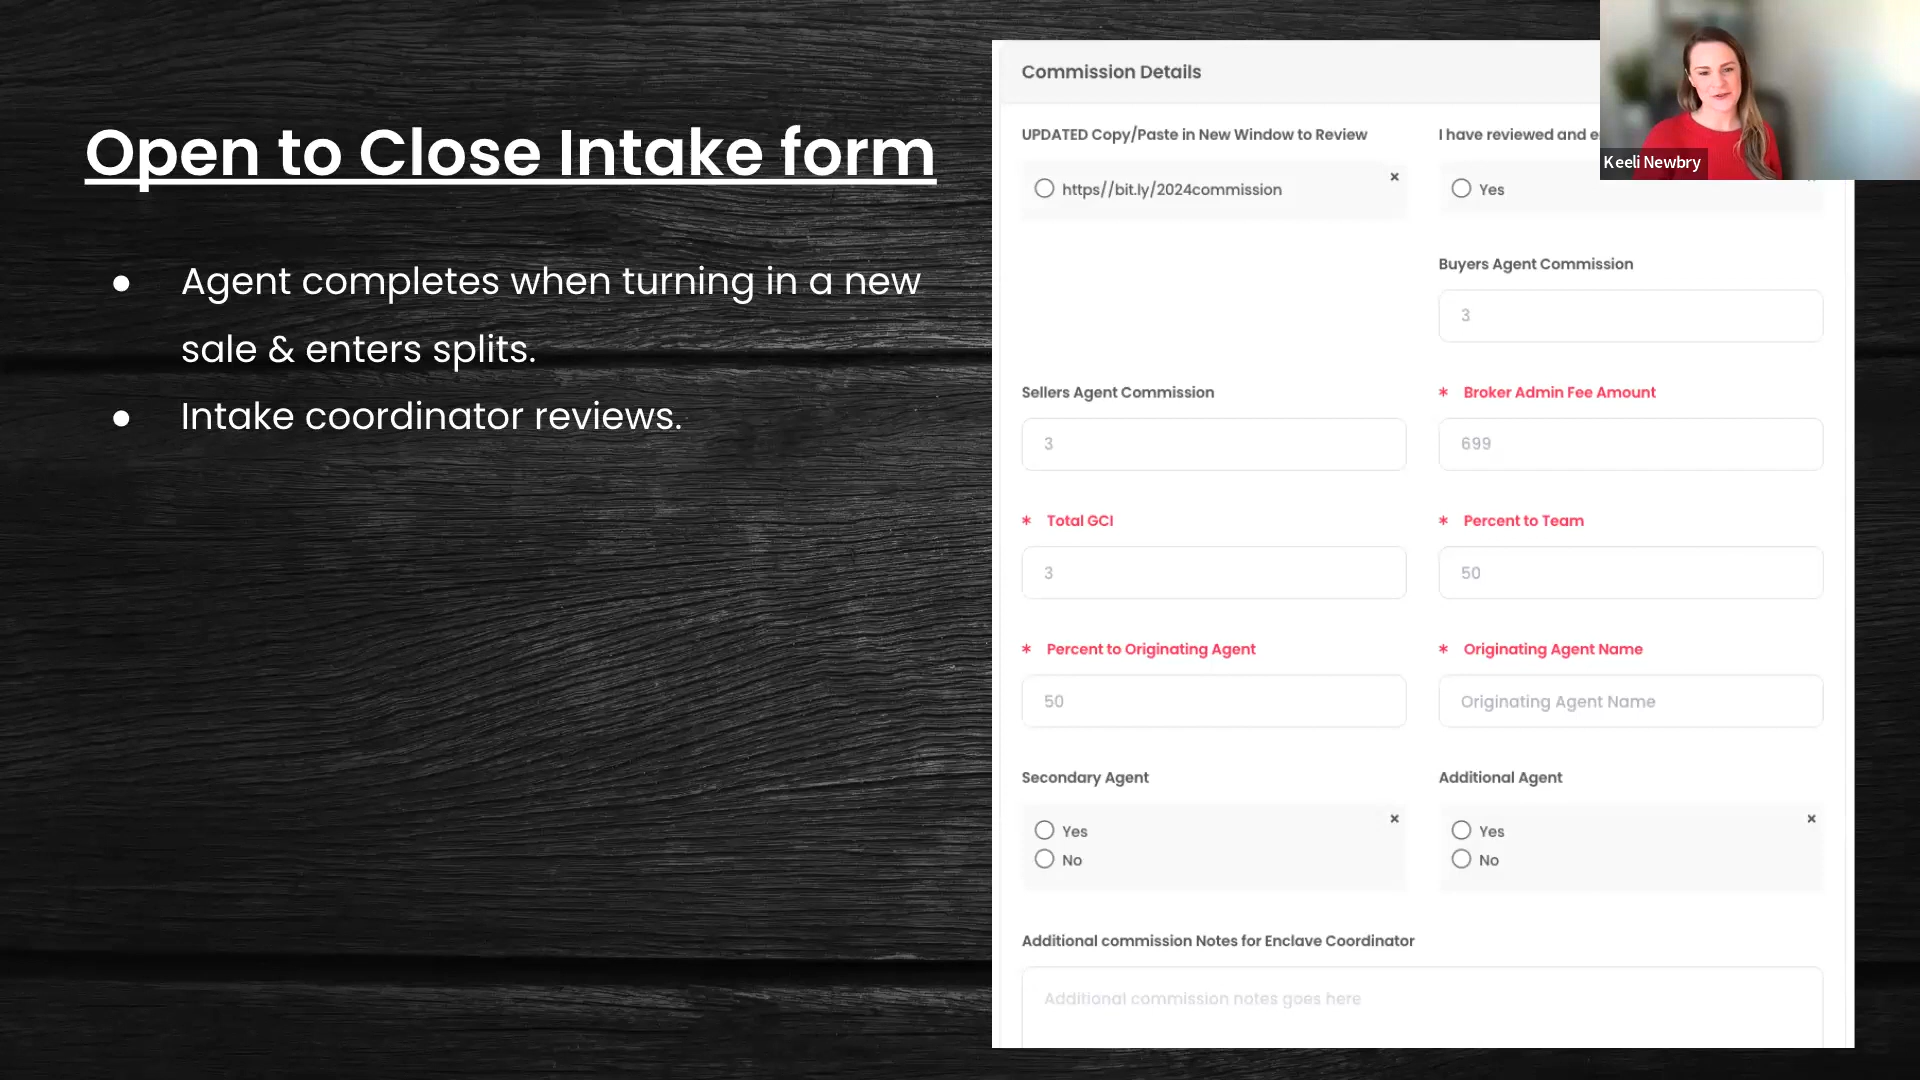 Open to Close Intake form
● Agent completes when turning in a new
sale & enters splits.
● Intake coordinator reviews.
Commission Details
UPDATED Copy/Paste in New Window to Review
https//bit.ly/2024commission
I have reviewed and
Yes
Keeli Newbry
Buyers Agent Commission
3
Sellers Agent Commission
3
* Broker Admin Fee Amount
699
* Total GCI
3
* Percent to Team
50
* Percent to Originating Agent
50
* Originating Agent Name
Originating Agent Name
Secondary Agent
Yes
No
Additional Agent
Yes
No
Additional commission Notes for Enclave Coordinator
Additional commission notes goes here